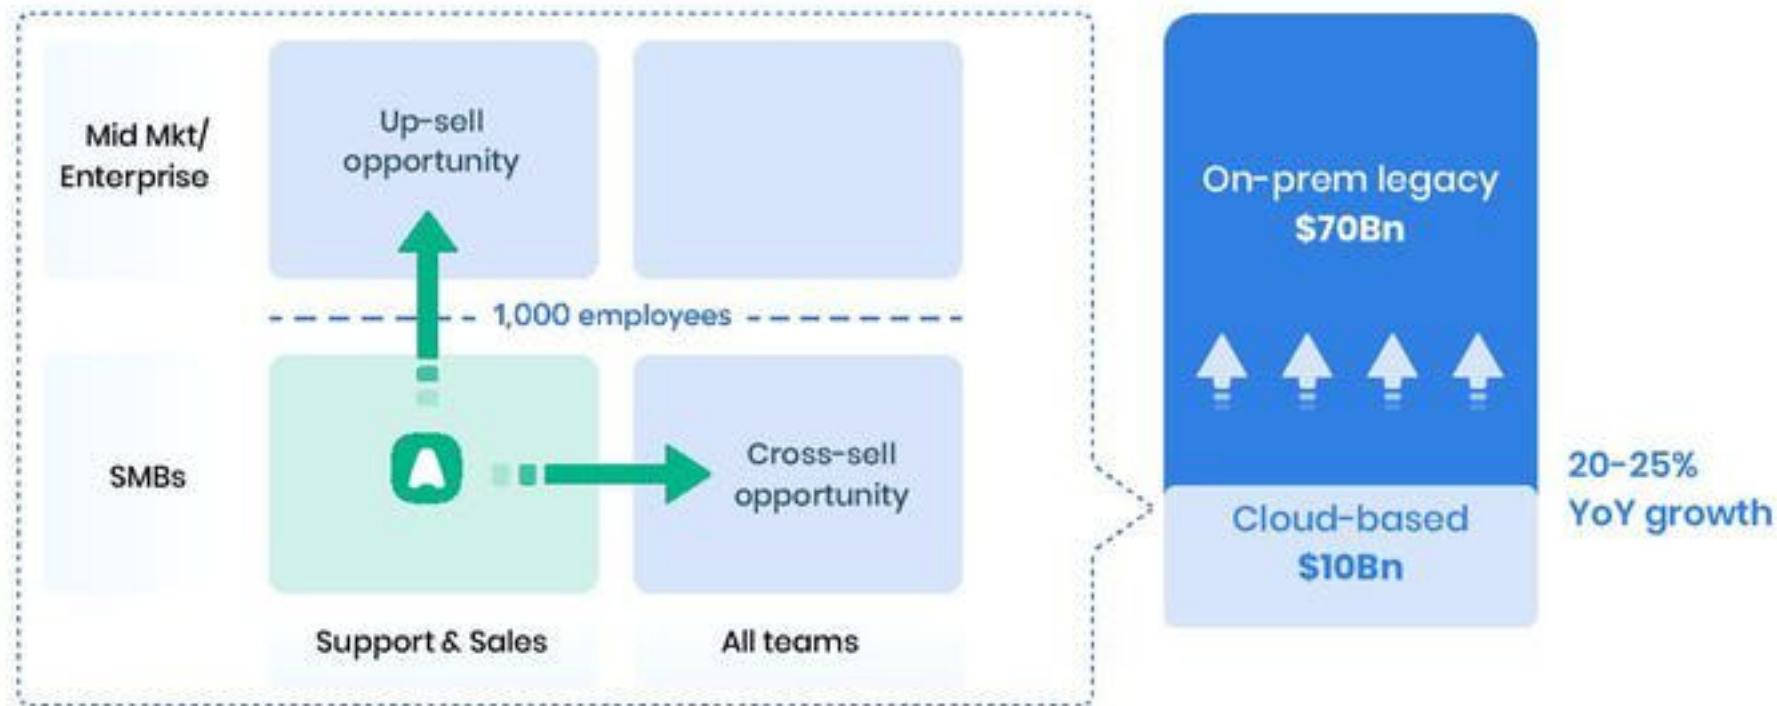 Mid Mkt/
Enterprise
Up-sell
opportunity
1,000 employees
SMBs
Cross-sell
opportunity
Support & Sales
All teams
On-prem legacy
$70Bn
Cloud-based
$10Bn
20-25%
YoY growth